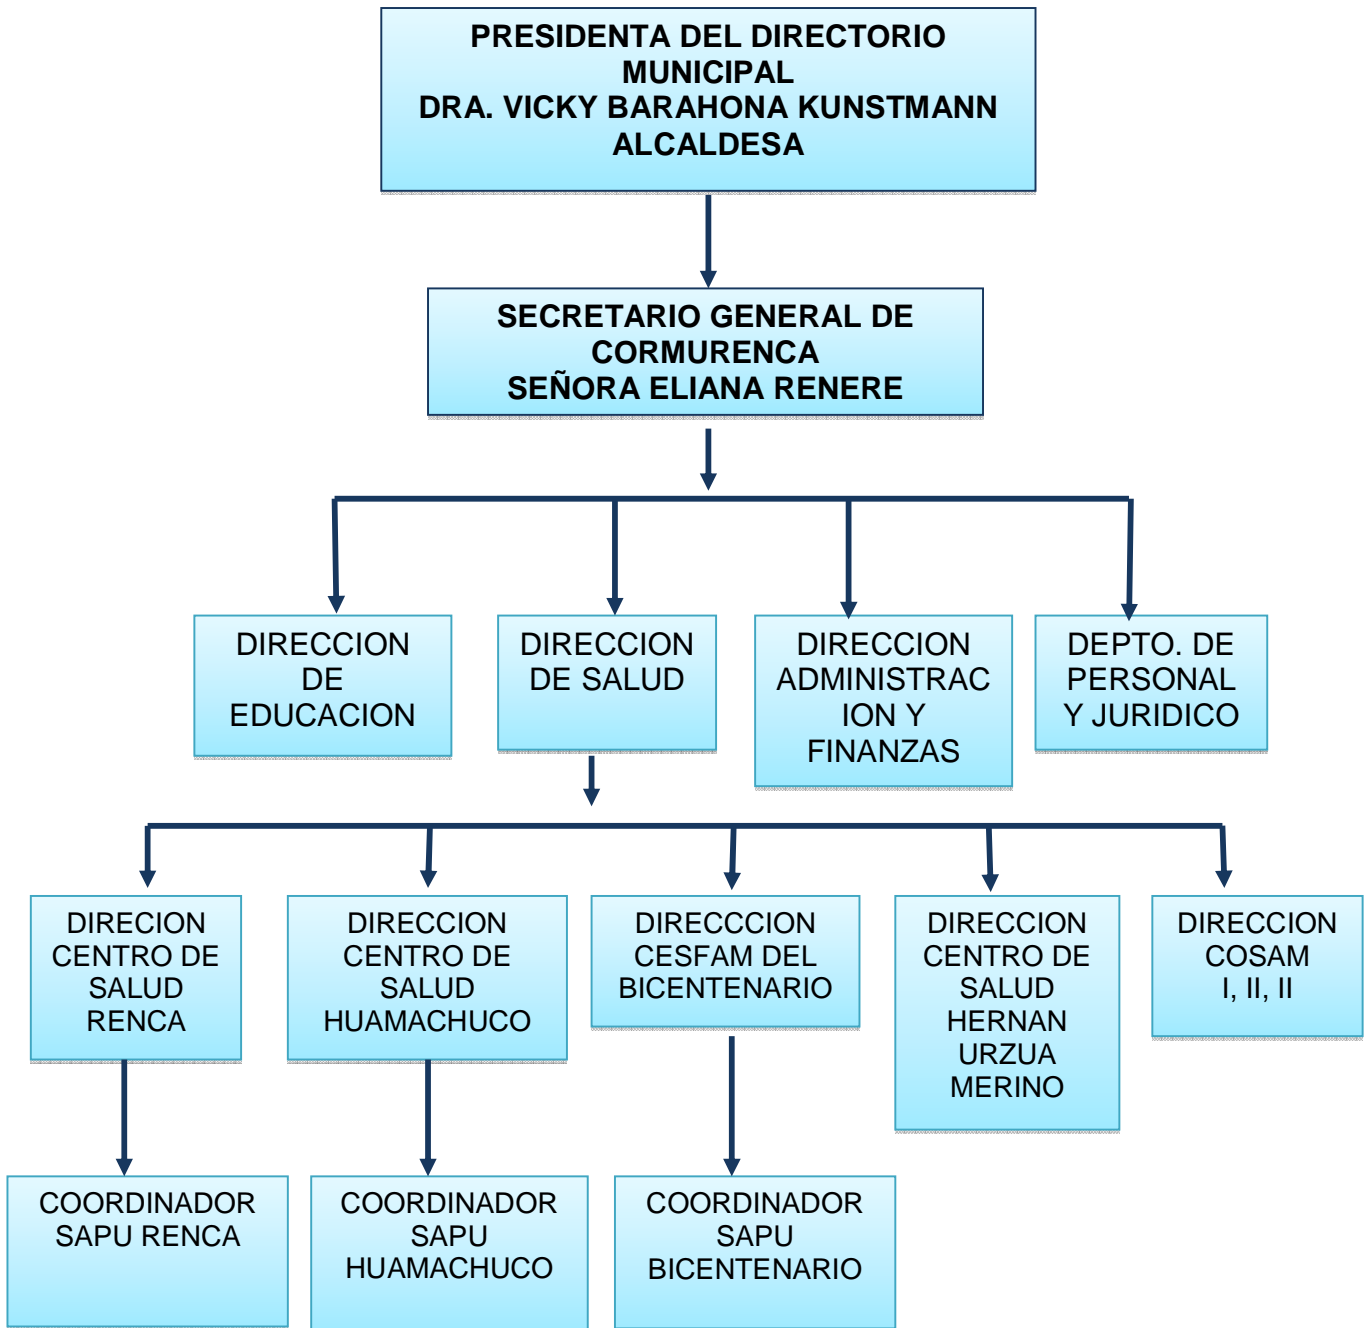 PRESIDENTA DEL DIRECTORIO
MUNICIPAL
DRA. VICKY BARAHONA KUNSTMANN
ALCALDESA
SECRETARIO GENERAL DE
CORMURENCA
SEÑORA ELIANA RENERE
DIRECCION
DE
EDUCACION
DIRECCION
DE SALUD
DIRECCION
ADMINISTRAC
ION Y
FINANZAS
DEPTO. DE
PERSONAL
Y JURIDICO
DIRECION
CENTRO DE
SALUD
RENCA
DIRECCION
CENTRO DE
SALUD
HUAMACHUCO
DIRECCCION
CESFAM DEL
BICENTENARIO
DIRECCION
CENTRO DE
SALUD
HERNAN
URZUA
MERINO
DIRECCION
COSAM
I, II, II
COORDINADOR
SAPU RENCA
COORDINADOR
SAPU
HUAMACHUCO
COORDINADOR
SAPU
BICENTENARIO